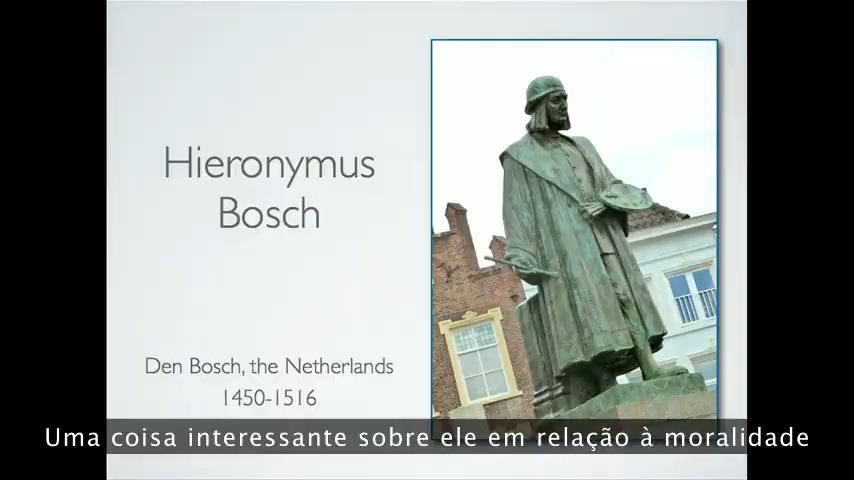 Hieronymus
Bosch
Den Bosch, the Netherlands
1450-1516
Uma coisa interessante sobre ele em relação à moralidade